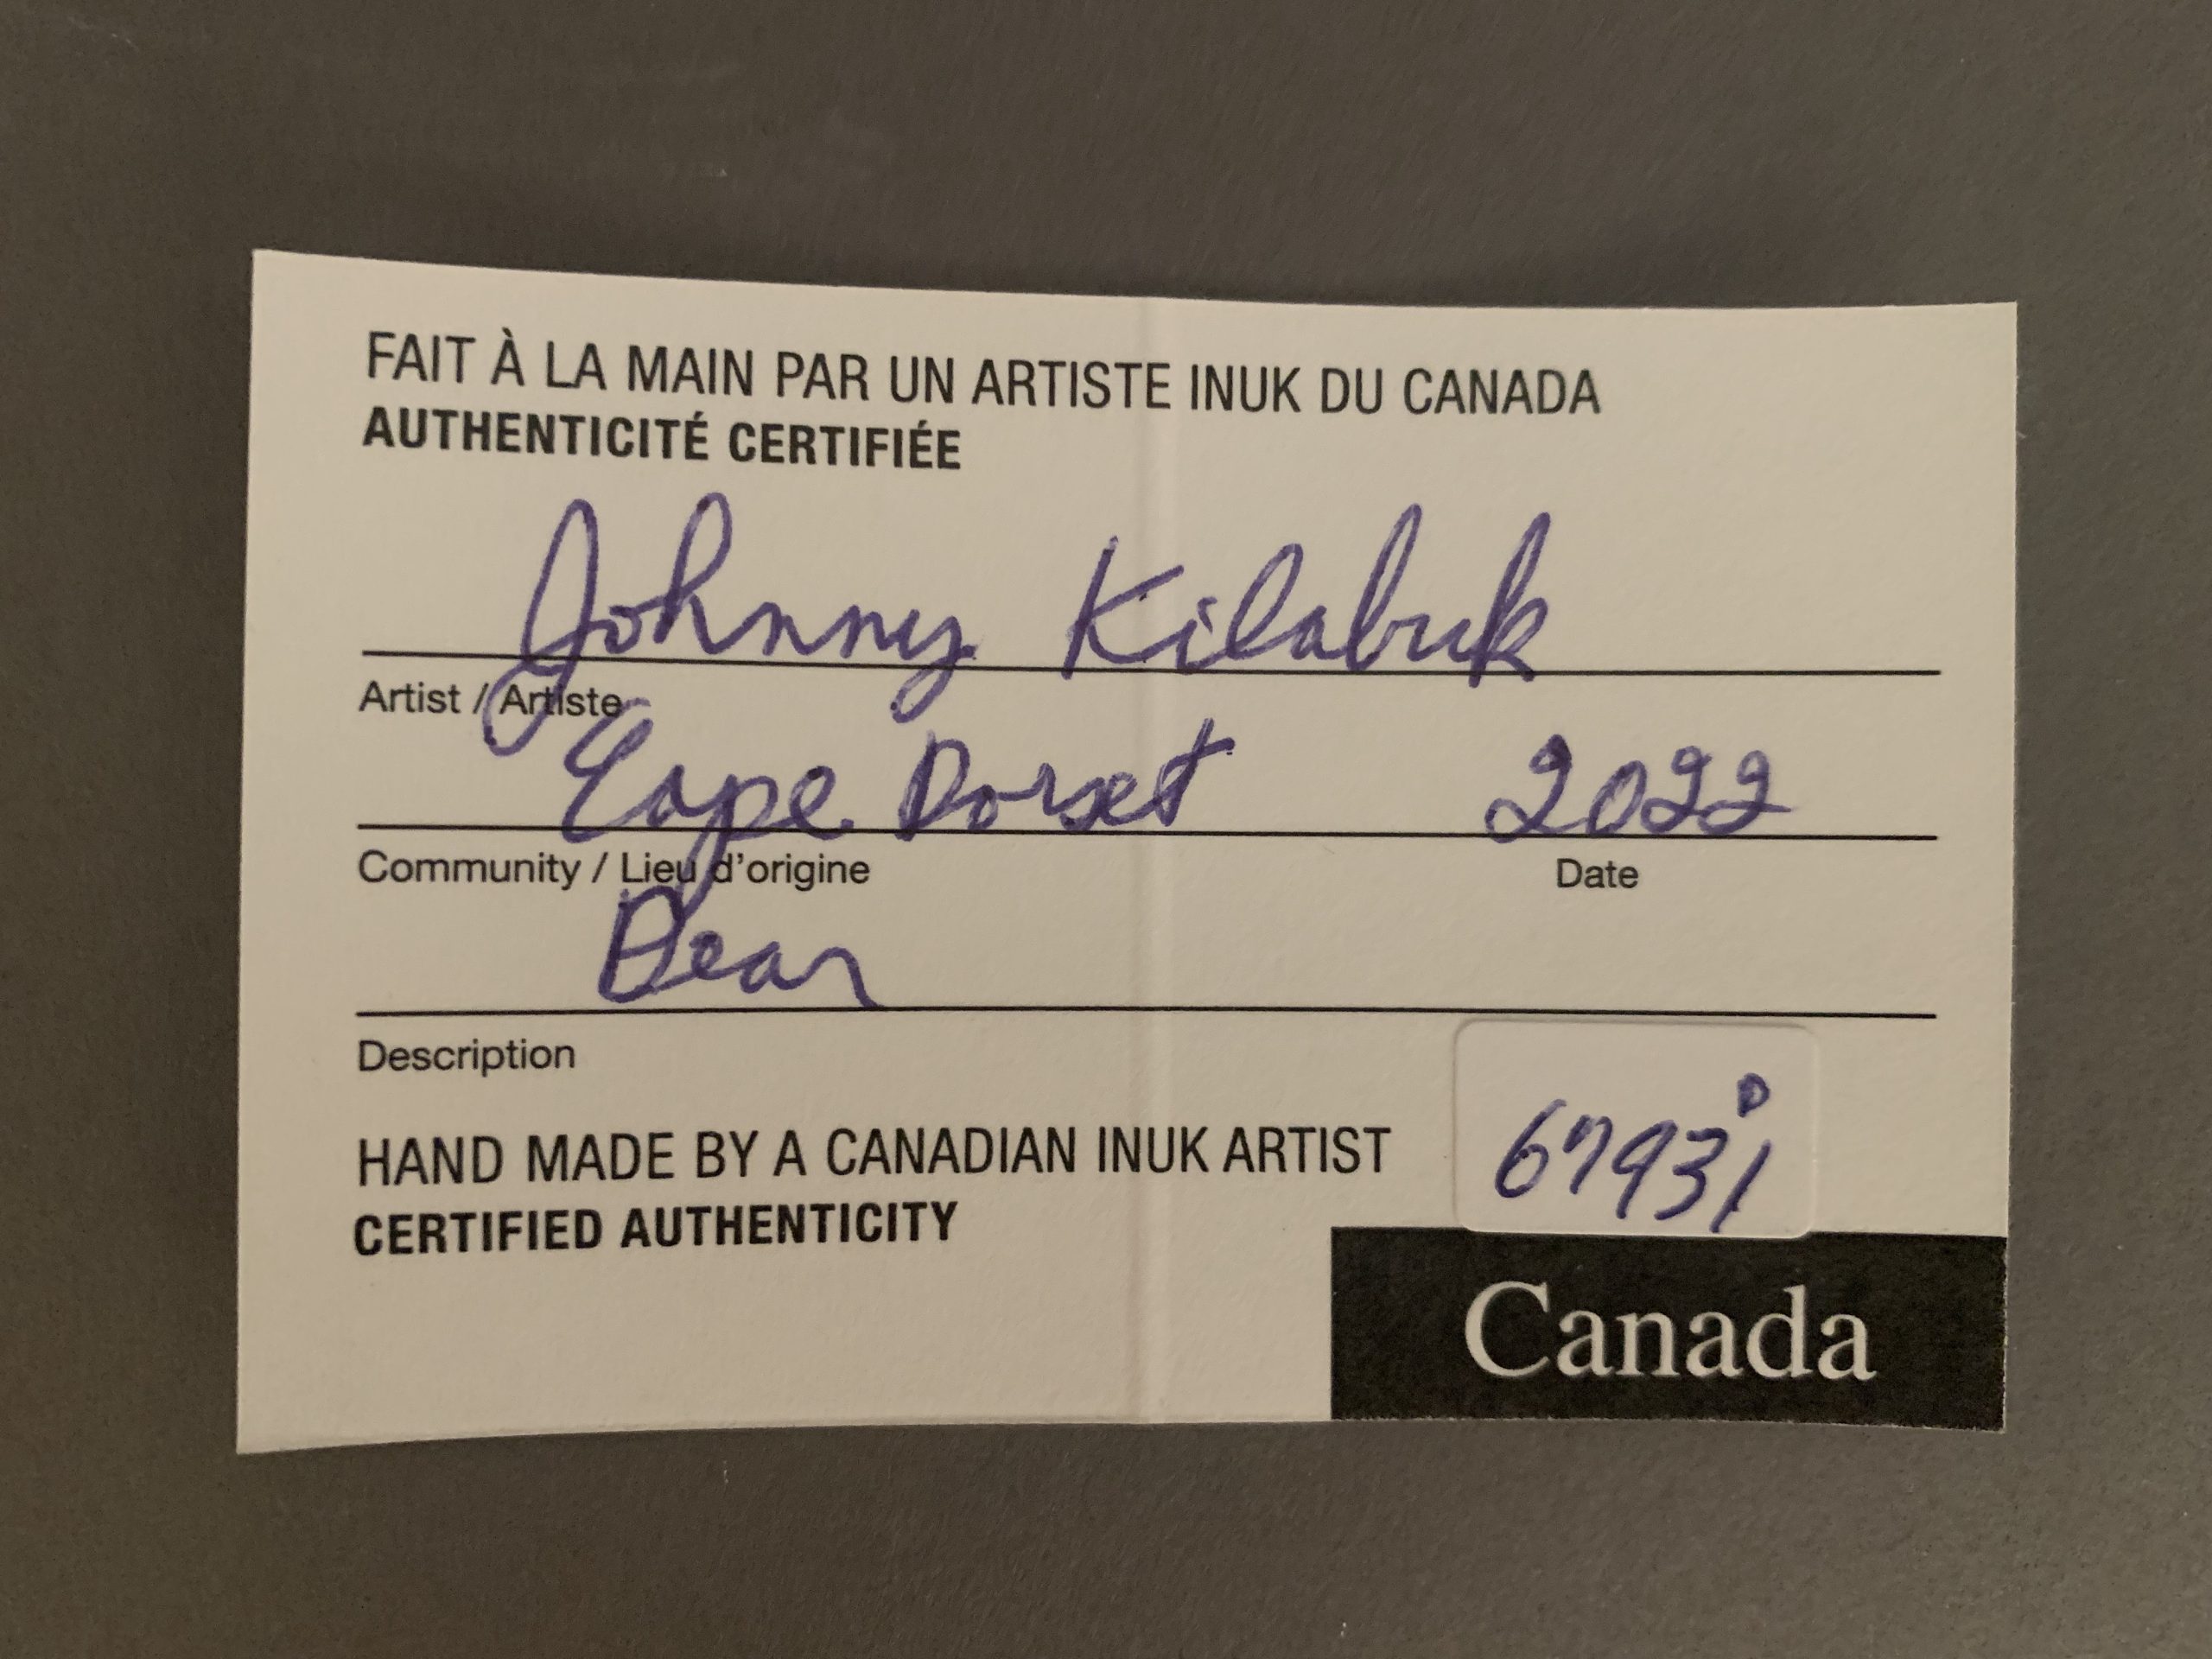 FAIT À LA MAIN PAR UN ARTISTE INUK DU CANADA
AUTHENTICITÉ CERTIFIÉE
Johnny Kilabuk
Artist / Artiste
Cape Dorset 2022
Community / Lieu d'origine Date
Bear
Description
HAND MADE BY A CANADIAN INUK ARTIST
CERTIFIED AUTHENTICITY
D
67931
Canada